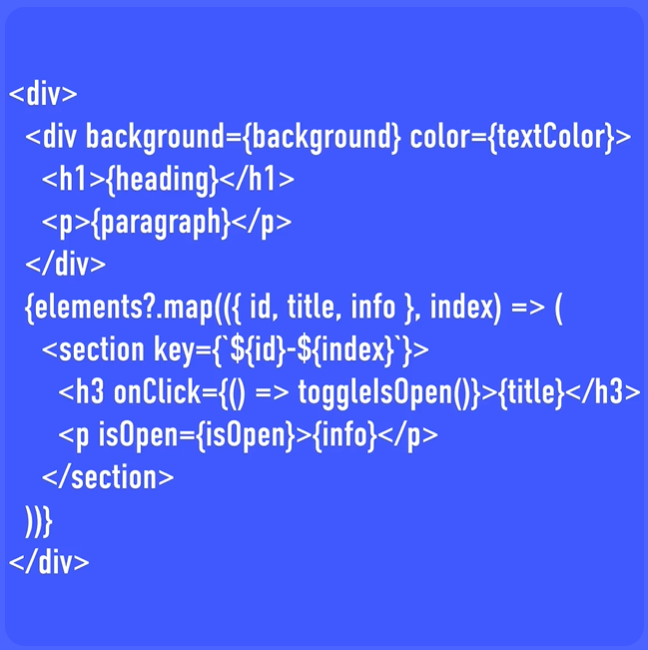 <div>
<div background={background} color={textColor}>
<h1>{heading}</h1>
<p>{paragraph}</p>
</div>
{elements?.map(({ id, title, info }, index) => (
<section key={`${id}-${index}`}>
<h3 onClick={() => toggleIsOpen()}>{title}</h3>
<p isOpen={isOpen}>{info}</p>
</section>
))}
</div>